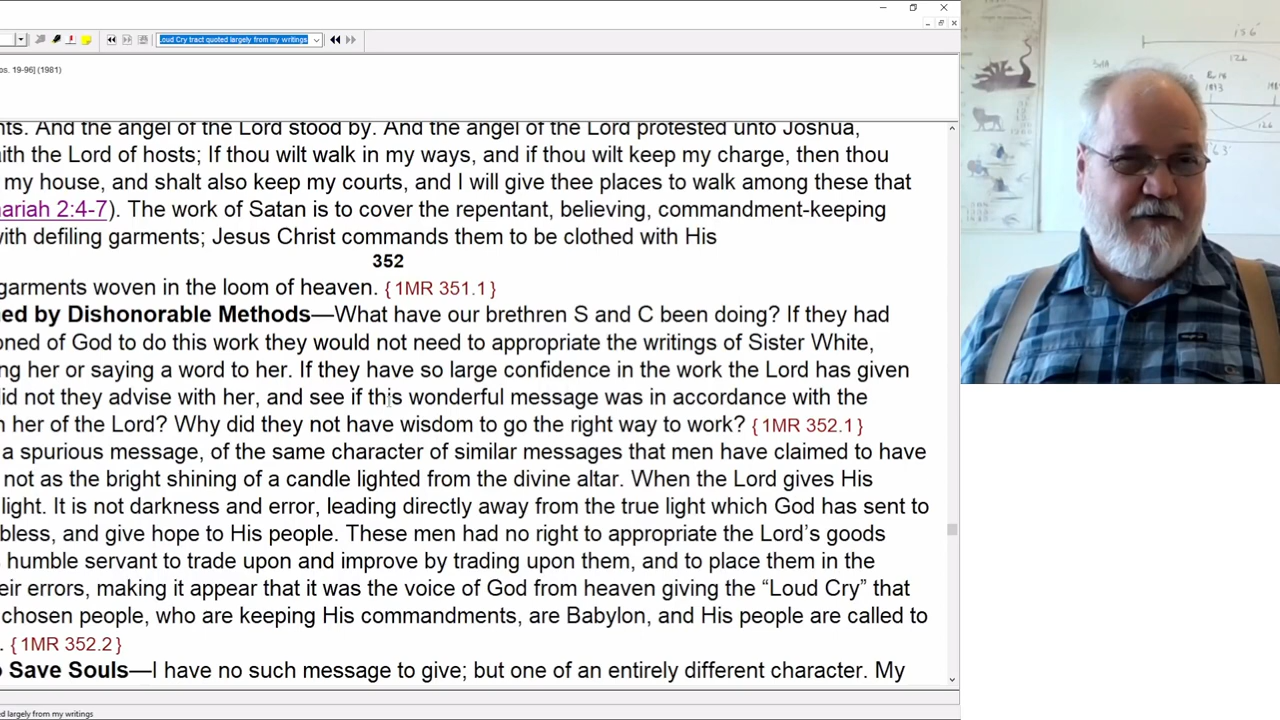 oud Cry tract quoted largely from my writings
os. 19-96] (1981)
nts. And the angel of the Lord stood by. And the angel of the Lord protested unto Joshua,
aith the Lord of hosts; If thou wilt walk in my ways, and if thou wilt keep my charge, then thou
my house, and shalt also keep my courts, and I will give thee places to walk among these that
hariah 2:4-7). The work of Satan is to cover the repentant, believing, commandment-keeping
with defiling garments; Jesus Christ commands them to be clothed with His
352
garments woven in the loom of heaven. {1MR 351.1}
ned by Dishonorable Methods—What have our brethren S and C been doing? If they had
oned of God to do this work they would not need to appropriate the writings of Sister White,
ng her or saying a word to her. If they have so large confidence in the work the Lord has given
did not they advise with her, and see if this wonderful message was in accordance with the
n her of the Lord? Why did they not have wisdom to go the right way to work? {1MR 352.1}
a spurious message, of the same character of similar messages that men have claimed to have
not as the bright shining of a candle lighted from the divine altar. When the Lord gives His
light. It is not darkness and error, leading directly away from the true light which God has sent to
bless, and give hope to His people. These men had no right to appropriate the Lord's goods
humble servant to trade upon and improve by trading upon them, and to place them in the
eir errors, making it appear that it was the voice of God from heaven giving the “Loud Cry” that
chosen people, who are keeping His commandments, are Babylon, and His people are called to
. {1MR 352.2}
o Save Souls—I have no such message to give; but one of an entirely different character. My
ed largely from my writings
156
126
1893
126
63